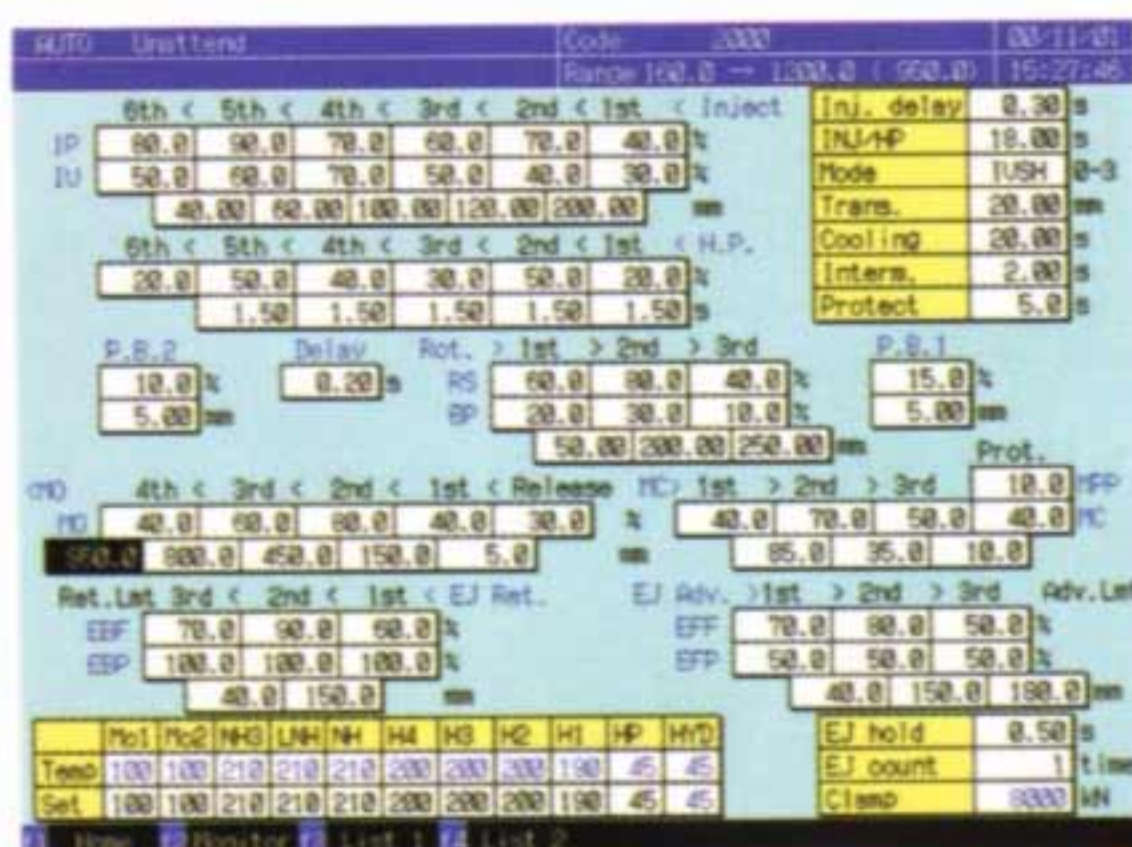 AUTO Unattend Code 2000 00/11/01
Range 160.0 → 1200.0 ( 950.0) 15:27:46
6th < 5th < 4th < 3rd < 2nd < 1st < Inject
IP 80.0 90.0 70.0 60.0 70.0 40.0 %
IV 50.0 60.0 70.0 50.0 40.0 30.0 %
40.00 60.00 100.00 120.00 200.00 mm
6th < 5th < 4th < 3rd < 2nd < 1st < H.P.
20.0 50.0 40.0 30.0 50.0 20.0 %
1.50 1.50 1.50 1.50 1.50 s
Inj. delay 0.30 s
INJ/HP 18.00 s
Mode IVSH 0-3
Trans. 20.00 mm
Cooling 20.00 s
Interm. 2.00 s
Protect 5.0 s
P.B.2 Delay Rot. > 1st > 2nd > 3rd P.B.1
10.0 % 0.20 s RS 60.0 80.0 40.0 % 15.0 %
5.00 mm BP 20.0 30.0 10.0 % 5.00 mm
50.00 200.00 250.00 mm
Prot.
<MO 4th < 3rd < 2nd < 1st < Release MC> 1st > 2nd > 3rd 10.0 MPP
MO 40.0 60.0 80.0 40.0 30.0 % 40.0 70.0 50.0 40.0 MC
950.0 800.0 450.0 150.0 5.0 mm 85.0 35.0 10.0
Ret.Lmt 3rd < 2nd < 1st < EJ Ret. EJ Adv. >1st > 2nd > 3rd Adv.Lmt
EBF 70.0 90.0 60.0 % EFF 70.0 80.0 50.0 %
EBP 100.0 100.0 100.0 % EFP 50.0 50.0 50.0 %
40.0 150.0 mm 40.0 150.0 180.0 mm
Mo1 Mo2 NH3 LNH NH H4 H3 H2 H1 HP HYD
Temp 100 100 210 210 210 200 200 200 190 45 45
Set 100 100 210 210 210 200 200 200 190 45 45
EJ hold 0.50 s
EJ count 1 time
Clamp 8000 kN
F1 Home F2 Monitor F3 List 1 F4 List 2